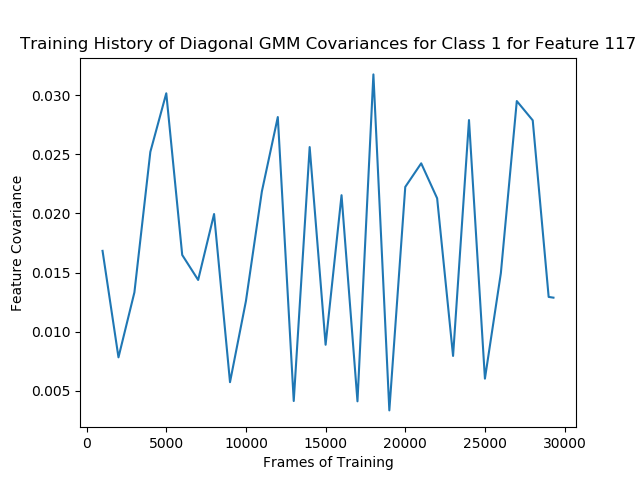 Training History of Diagonal GMM Covariances for Class 1 for Feature 117
0.030
0.025
0.020
0.015
0.010
0.005
Feature Covariance
0 5000 10000 15000 20000 25000 30000
Frames of Training